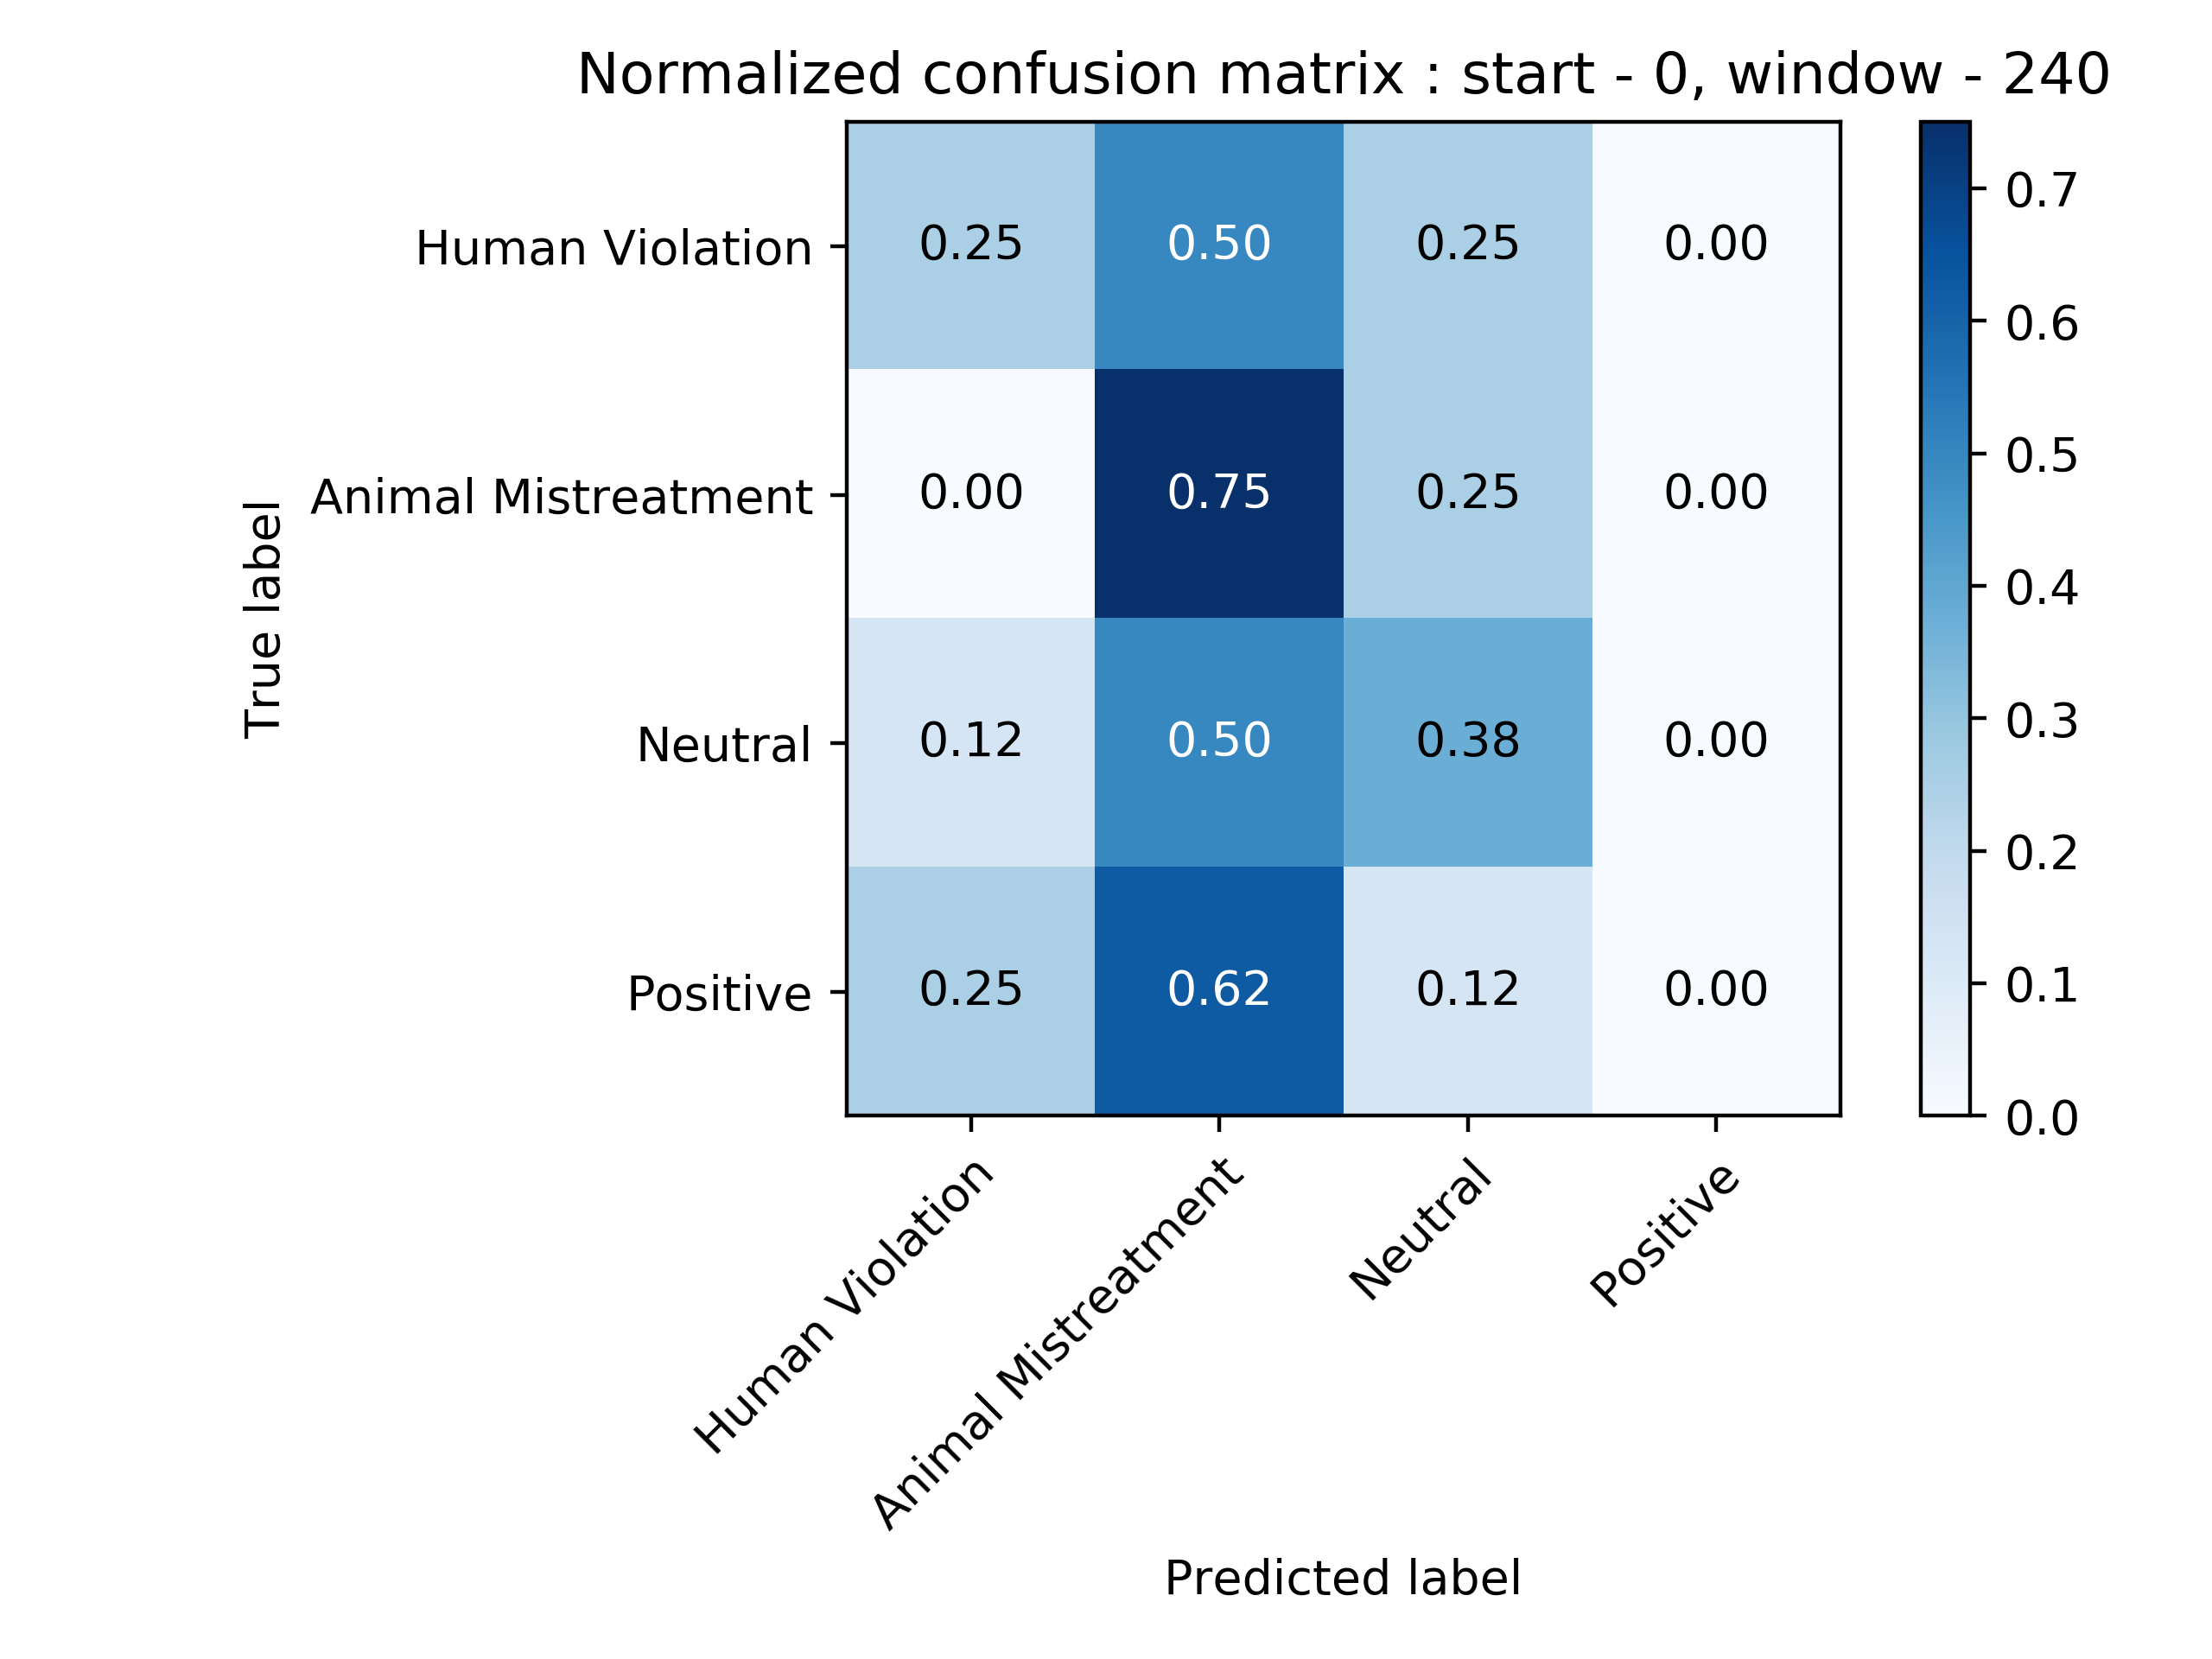 Normalized confusion matrix : start - 0, window - 240
True label
Human Violation 0.25 0.50 0.25 0.00
Animal Mistreatment 0.00 0.75 0.25 0.00
Neutral 0.12 0.50 0.38 0.00
Positive 0.25 0.62 0.12 0.00
Human Violation
Animal Mistreatment
Neutral
Positive
Predicted label
0.7
0.6
0.5
0.4
0.3
0.2
0.1
0.0